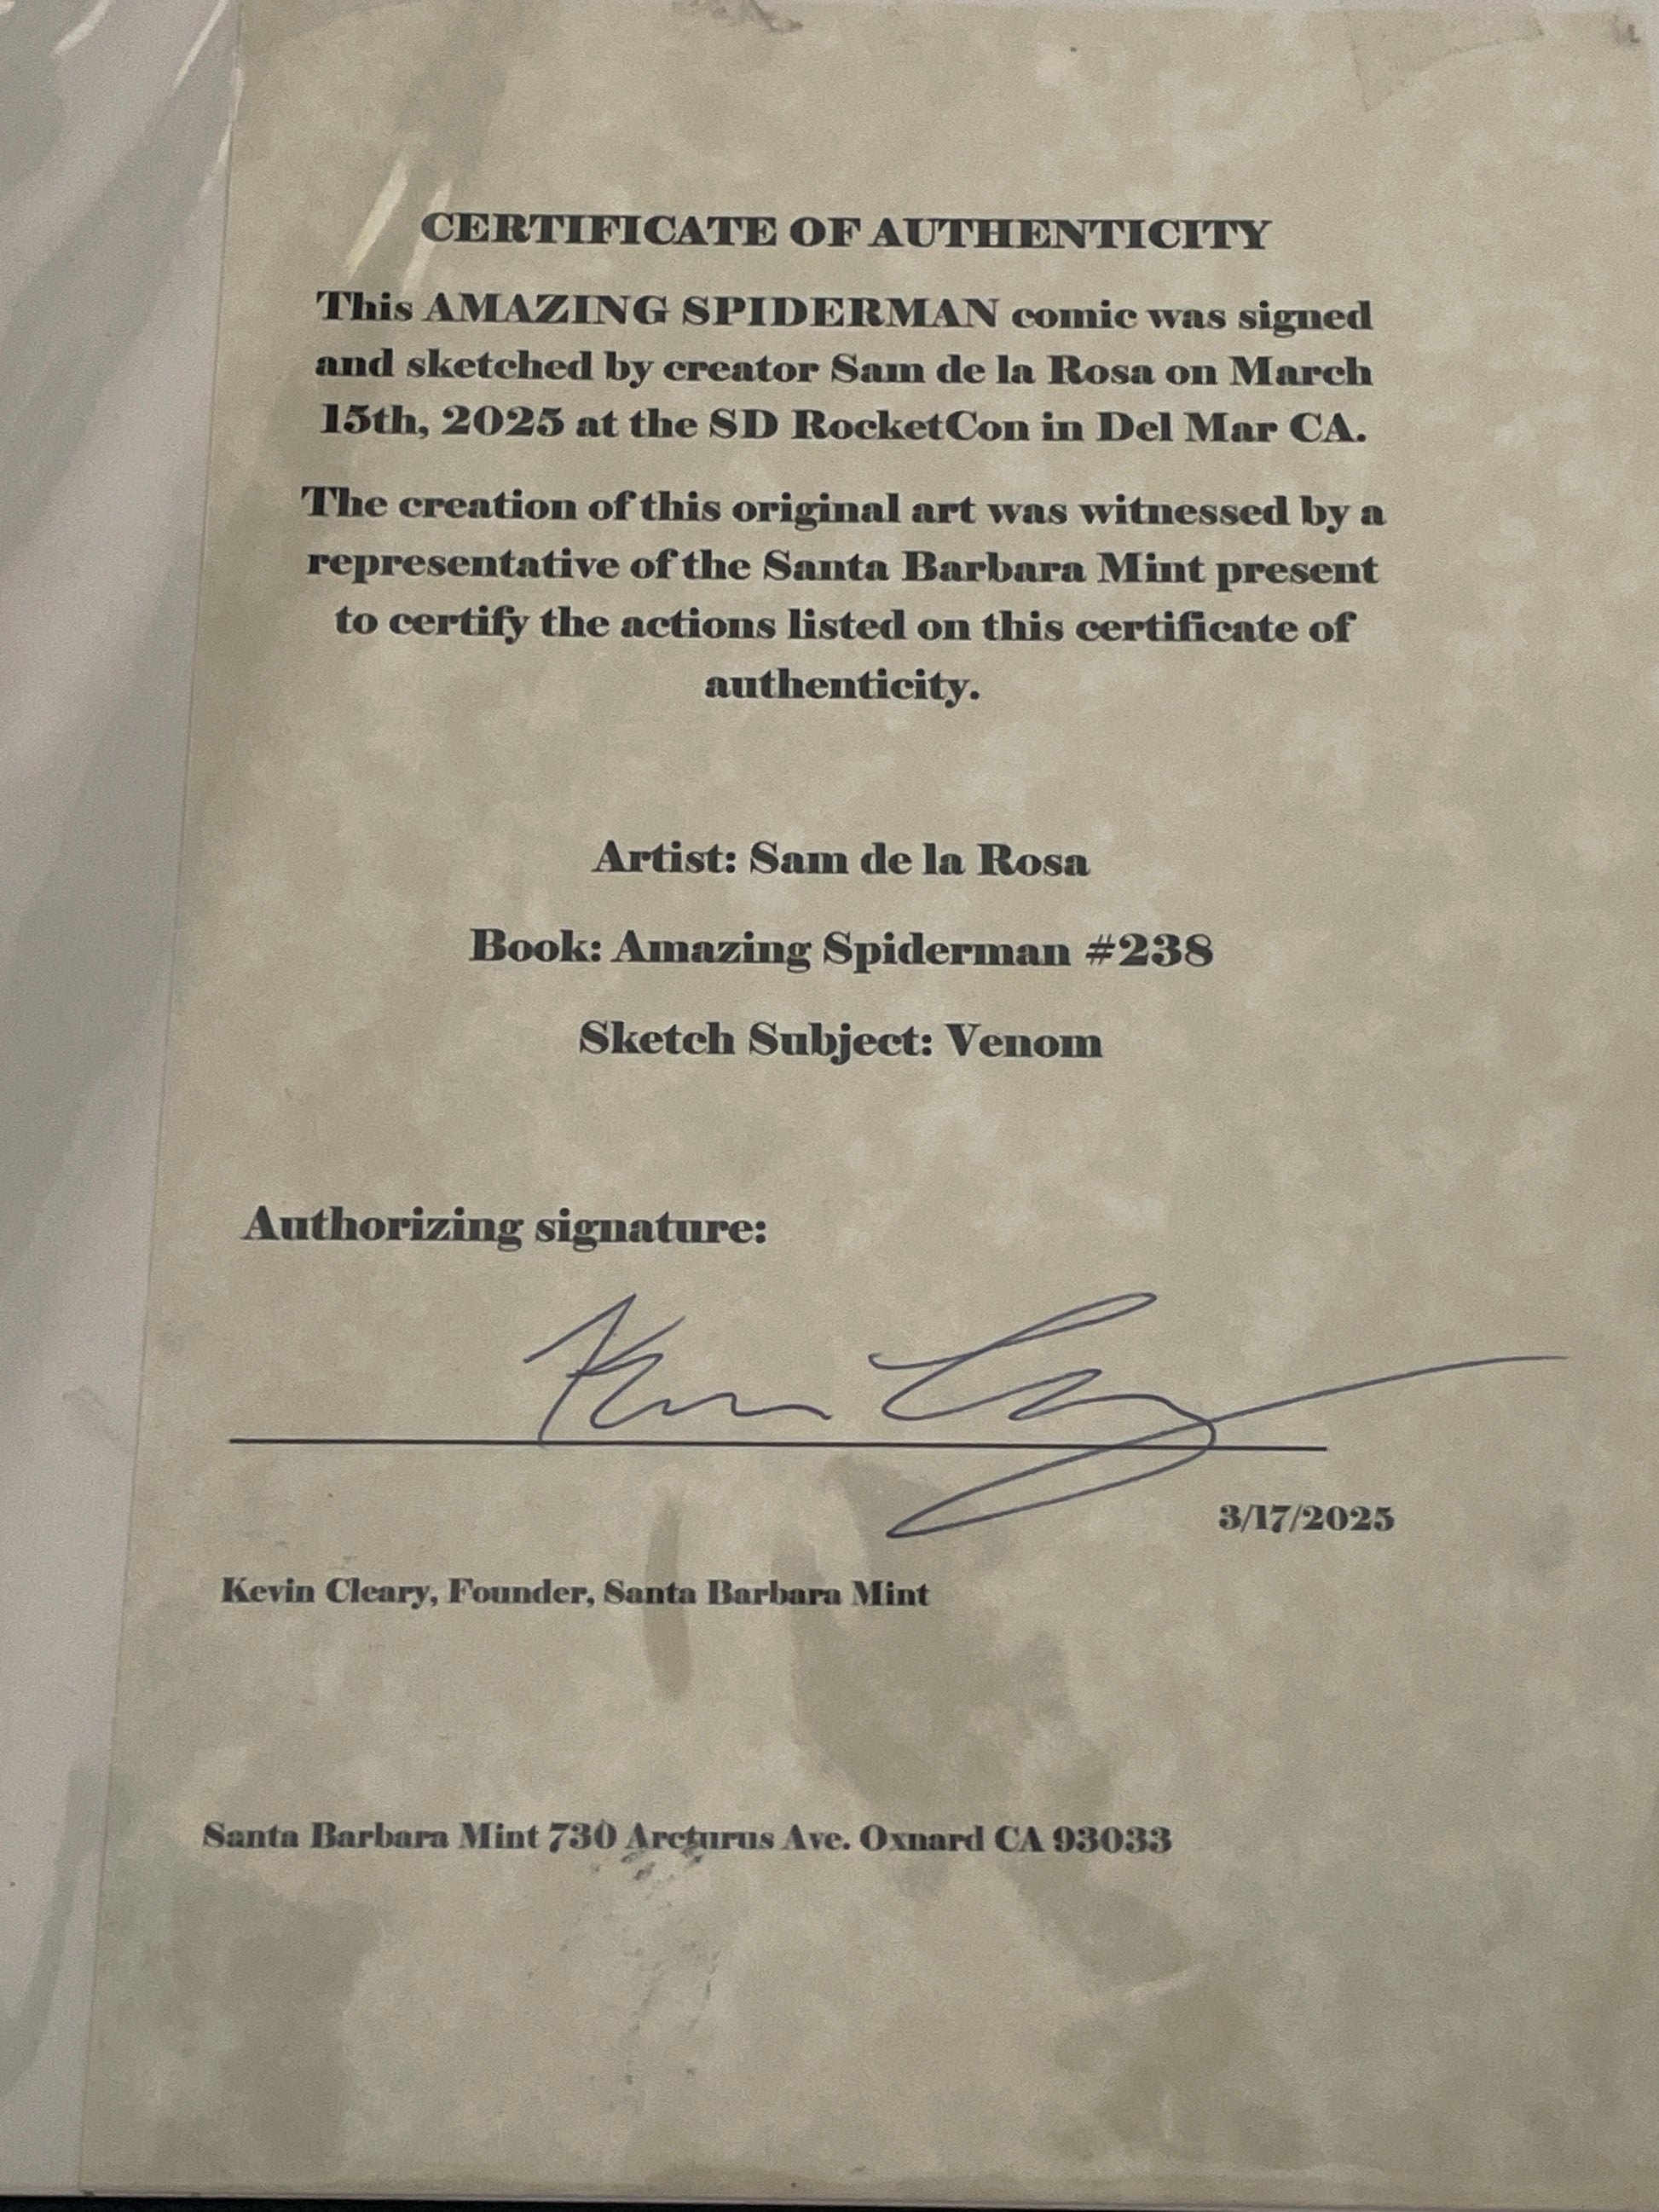 CERTIFICATE OF AUTHENTICITY
This AMAZING SPIDERMAN comic was signed
and sketched by creator Sam de la Rosa on March
15th, 2025 at the SD RocketCon in Del Mar CA.
The creation of this original art was witnessed by a
representative of the Santa Barbara Mint present
to certify the actions listed on this certificate of
authenticity.
Artist: Sam de la Rosa
Book: Amazing Spiderman #238
Sketch Subject: Venom
Authorizing signature:
3/17/2025
Kevin Cleary, Founder, Santa Barbara Mint
Santa Barbara Mint 730 Arcturus Ave. Oxnard CA 93033